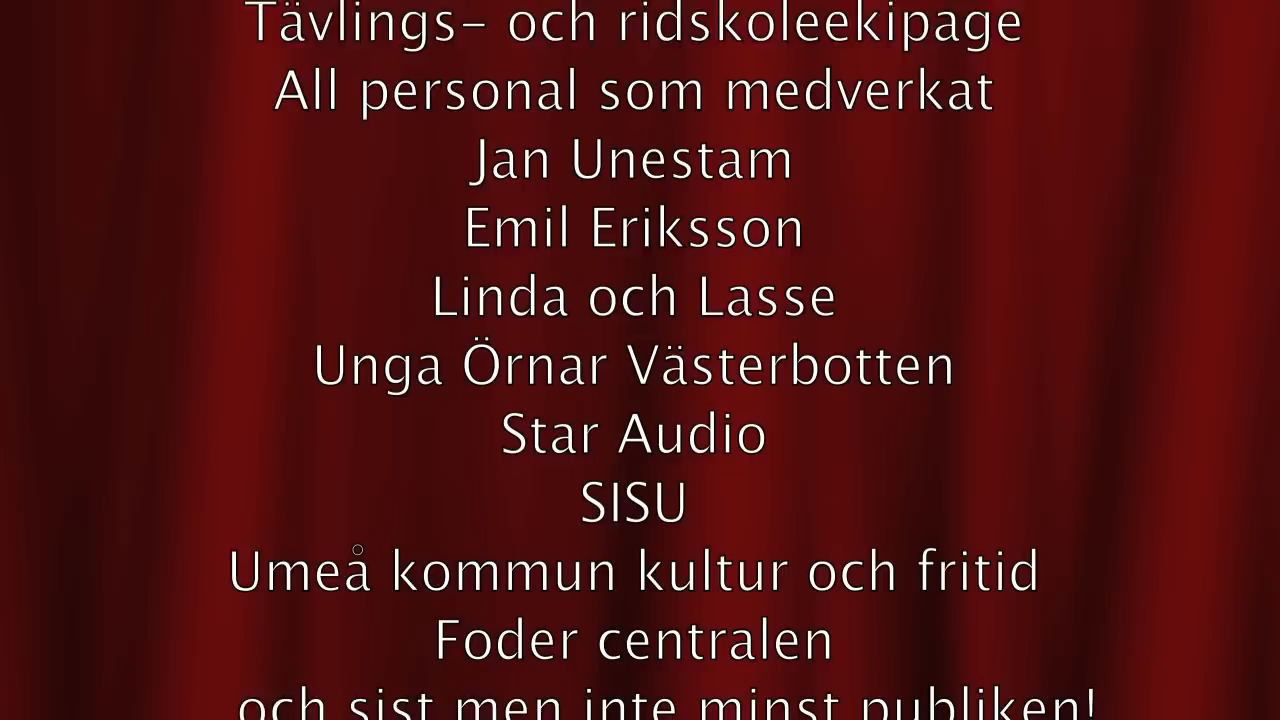 Tävlings- och ridskoleekipage
All personal som medverkat
Jan Unestam
Emil Eriksson
Linda och Lasse
Unga Örnar Västerbotten
Star Audio
SISU
Umeå kommun kultur och fritid
Foder centralen
och sist men inte minst publiken!